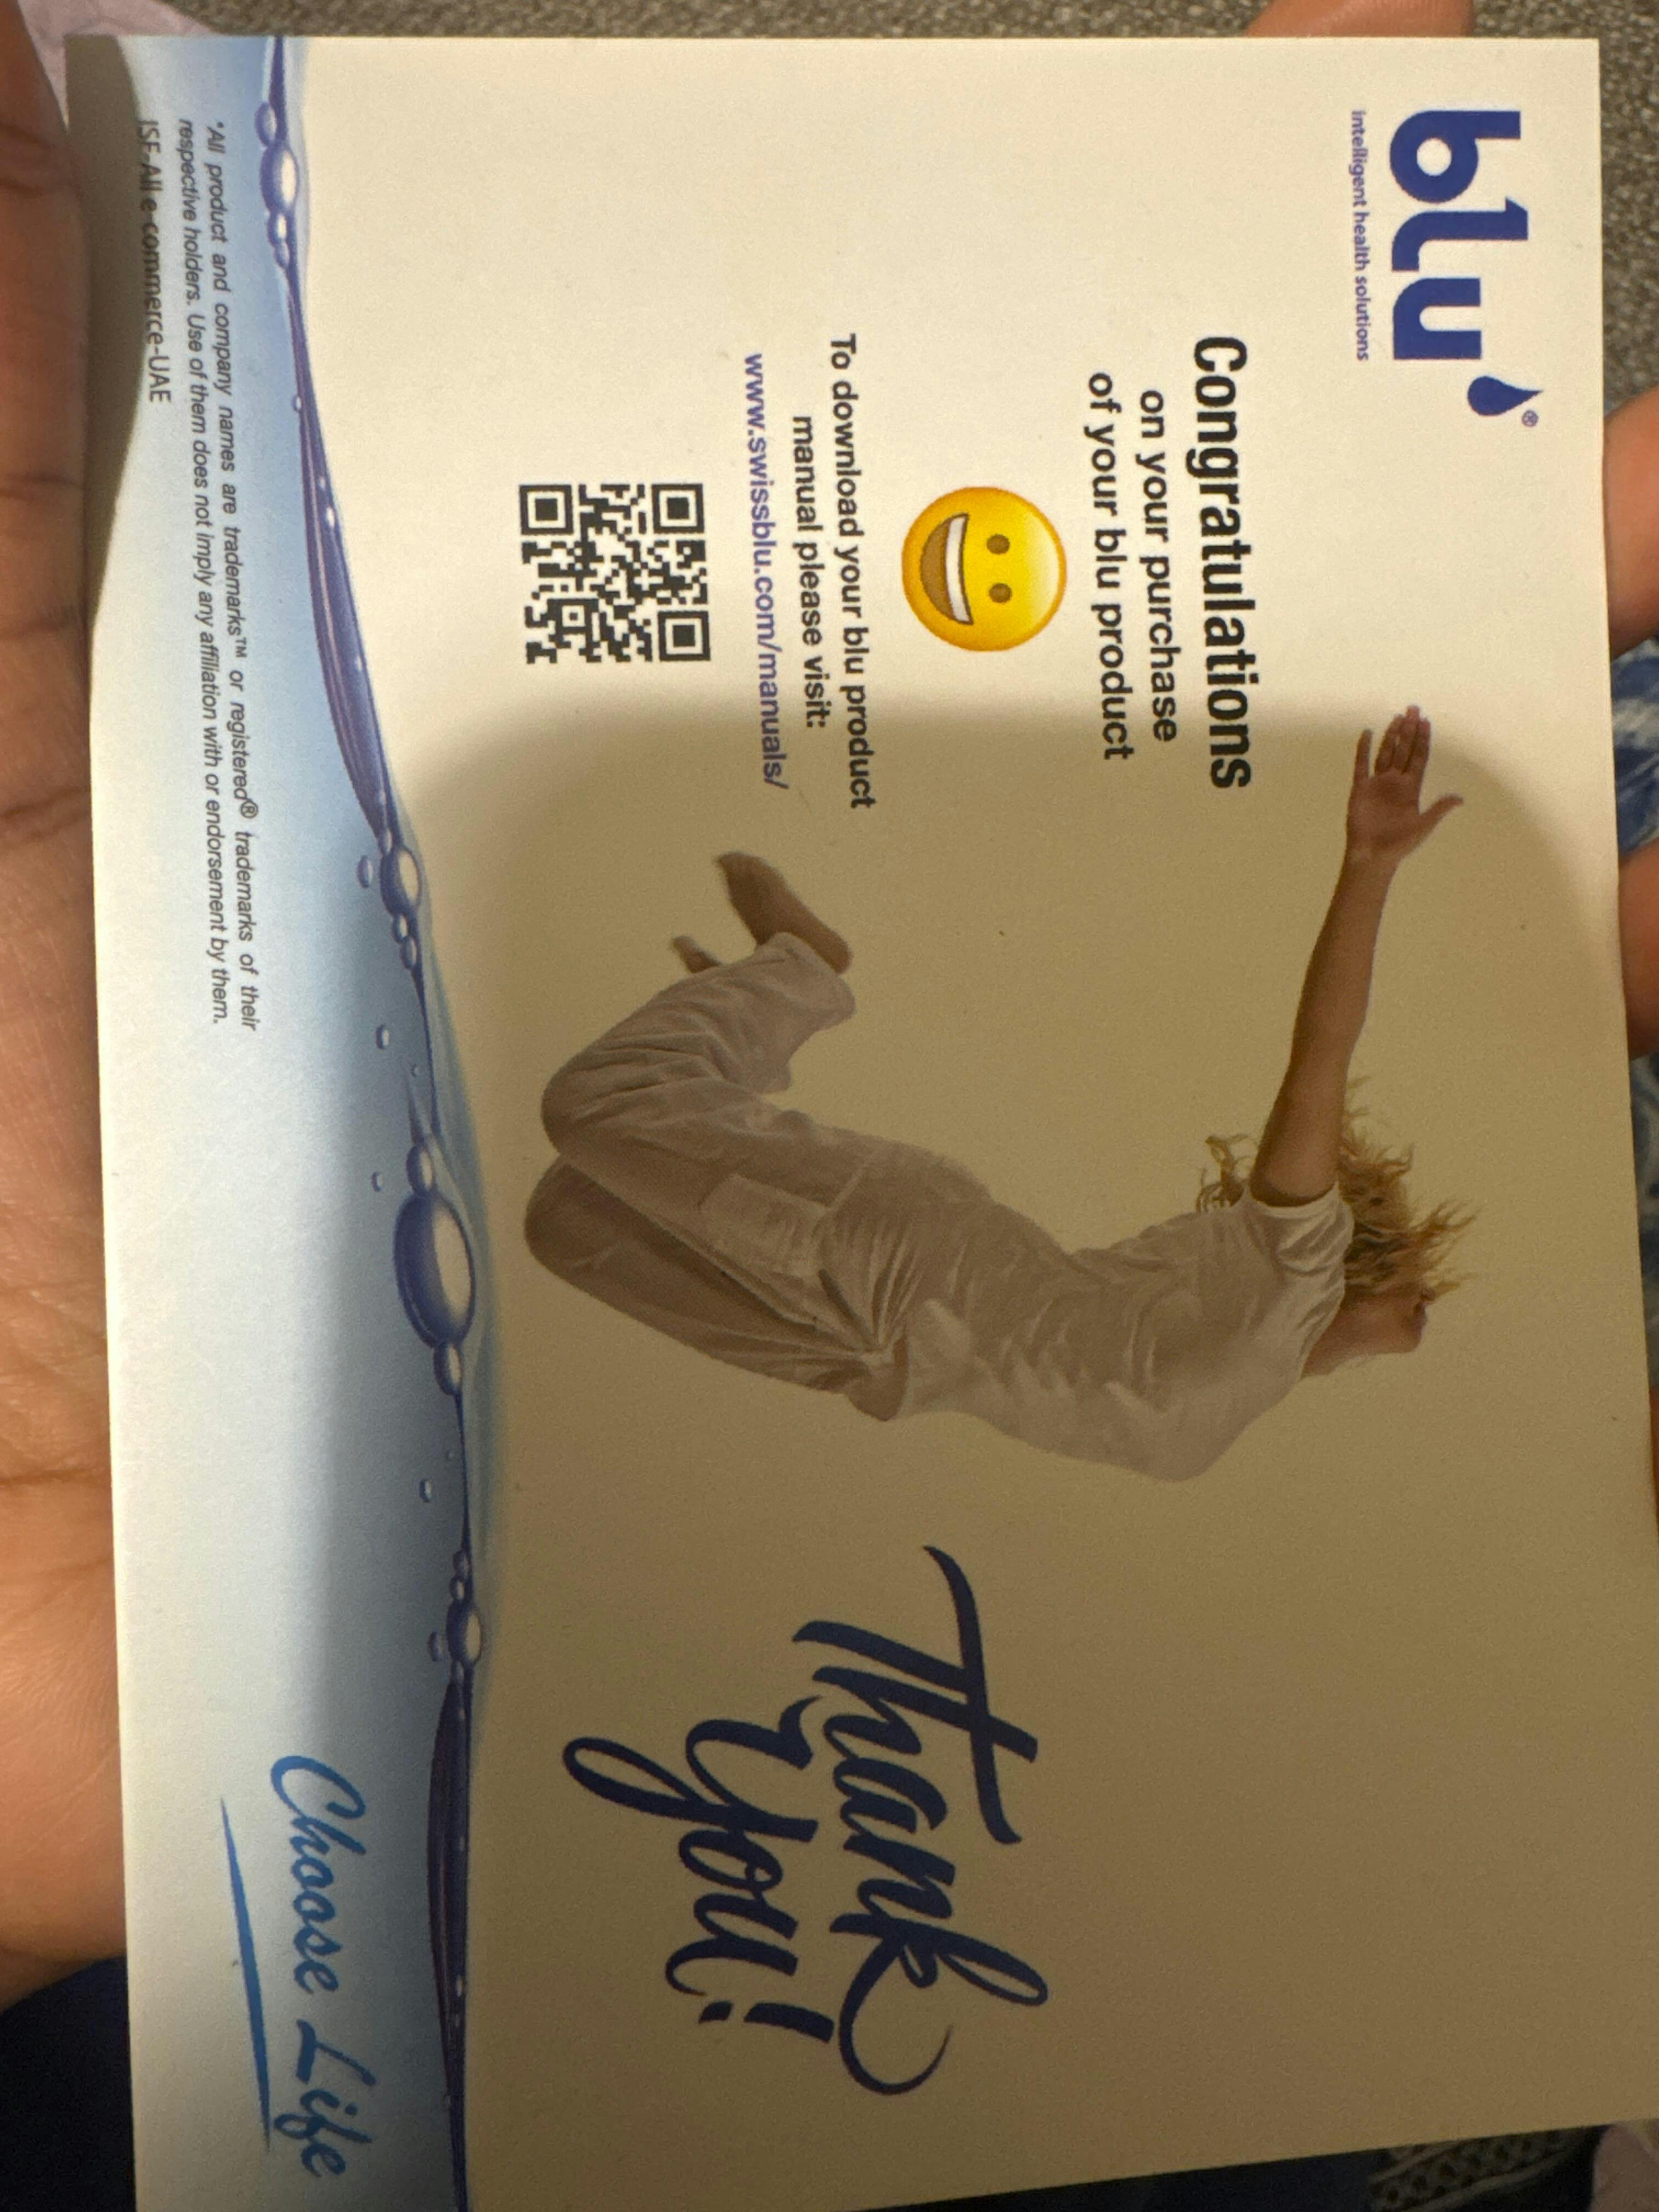 blu®
intelligent health solutions
Congratulations
on your purchase
of your blu product
To download your blu product
manual please visit:
www.swissblu.com/manuals/
Thank
you!
*All product and company names are trademarks™ or registered® trademarks of their
respective holders. Use of them does not imply any affiliation with or endorsement by them.
ISF-All e-commerce-UAE
Choose Life